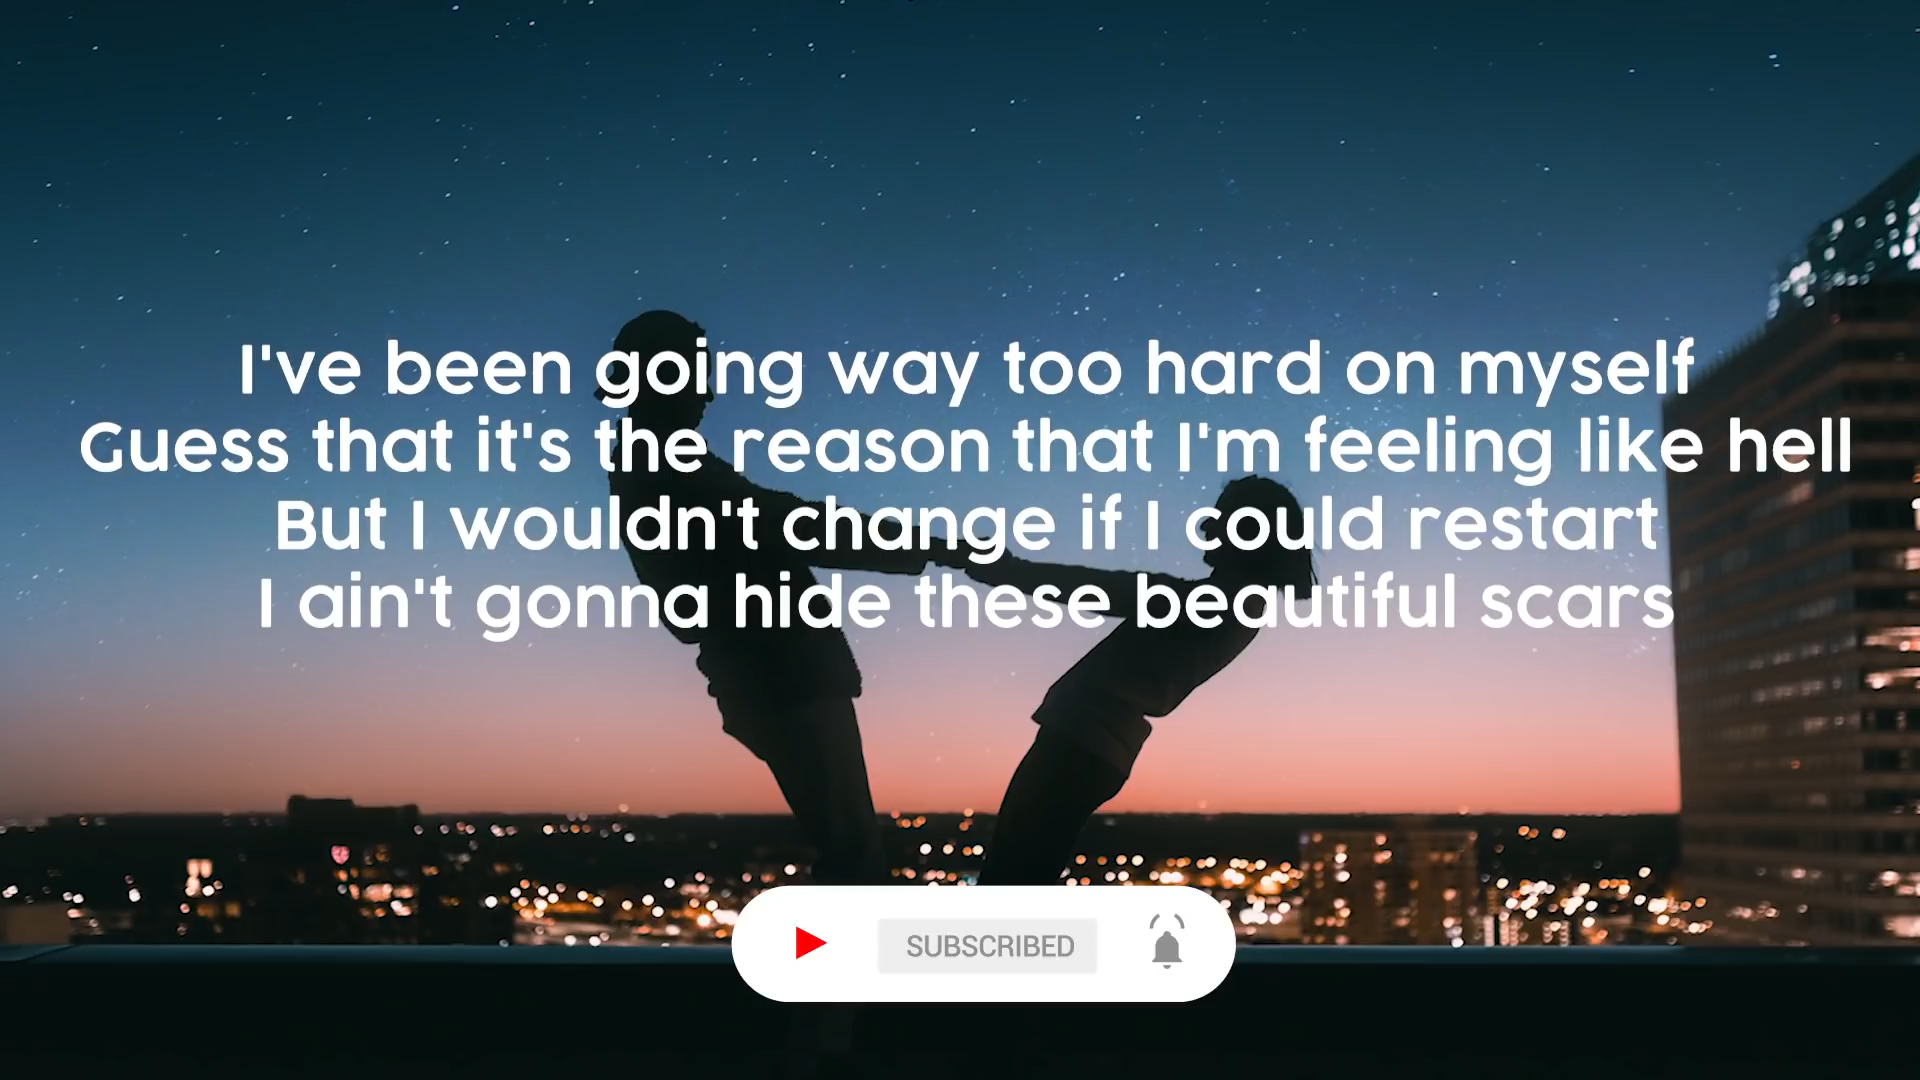 I've been going way too hard on myself
Guess that it's the reason that I'm feeling like hell
But I wouldn't change if I could restart
I ain't gonna hide these beautiful scars
SUBSCRIBED